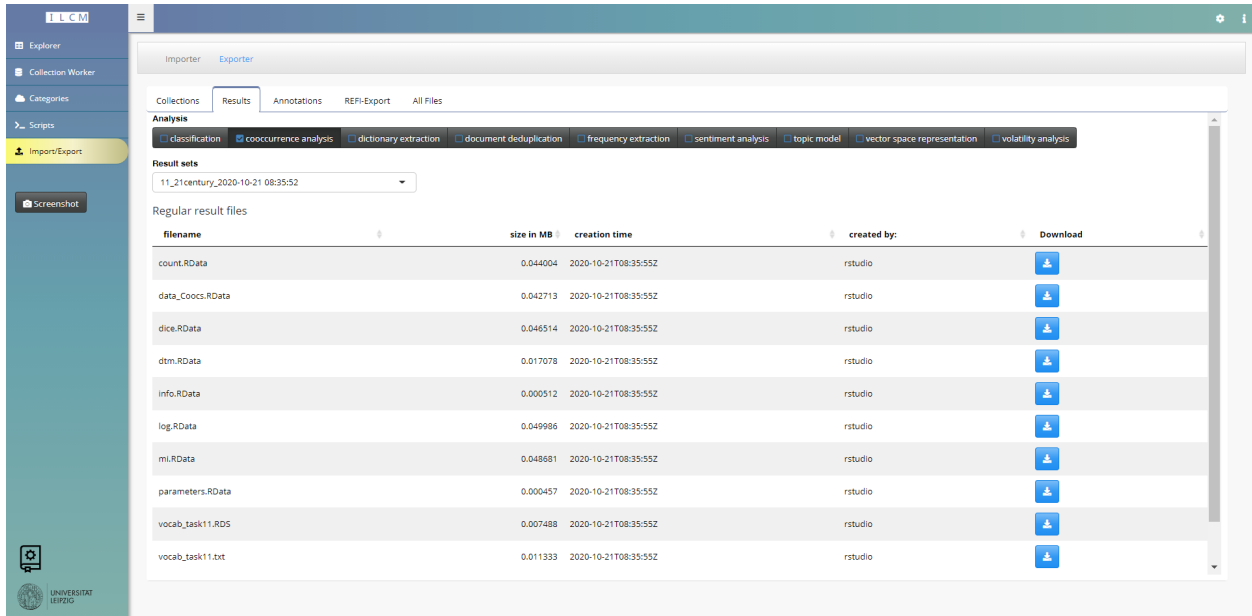 ILCM
Explorer
Collection Worker
Categories
Scripts
Import/Export
Screenshot
UNIVERSITÄT
LEIPZIG
Importer Exporter
Collections Results Annotations REFI-Export All Files
Analysis
classification cooccurrence analysis dictionary extraction document deduplication frequency extraction sentiment analysis topic model vector space representation volatility analysis
Result sets
11_21century_2020-10-21 08:35:52
Regular result files
filename size in MB creation time created by: Download
count.RData 0.044004 2020-10-21T08:35:55Z rstudio
data_Coocs.RData 0.042713 2020-10-21T08:35:55Z rstudio
dice.RData 0.046514 2020-10-21T08:35:55Z rstudio
dtm.RData 0.017078 2020-10-21T08:35:55Z rstudio
info.RData 0.000512 2020-10-21T08:35:55Z rstudio
log.RData 0.049986 2020-10-21T08:35:55Z rstudio
mi.RData 0.048681 2020-10-21T08:35:55Z rstudio
parameters.RData 0.000457 2020-10-21T08:35:55Z rstudio
vocab_task11.RDS 0.007488 2020-10-21T08:35:55Z rstudio
vocab_task11.txt 0.011333 2020-10-21T08:35:55Z rstudio